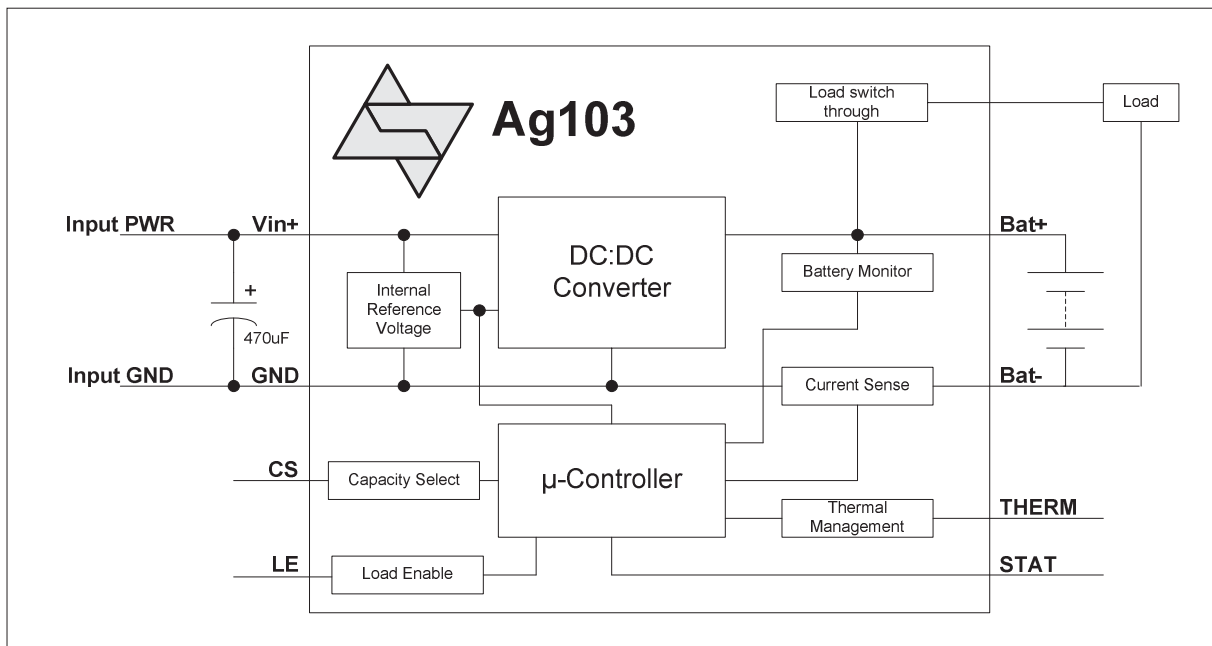 Ag103
Load switch
through
Load
Input PWR
Vin+
DC:DC
Converter
Bat+
Battery Monitor
Internal
Reference
Voltage
+
470uF
Input GND
GND
Current Sense
Bat-
CS
Capacity Select
µ-Controller
Thermal
Management
THERM
LE
Load Enable
STAT